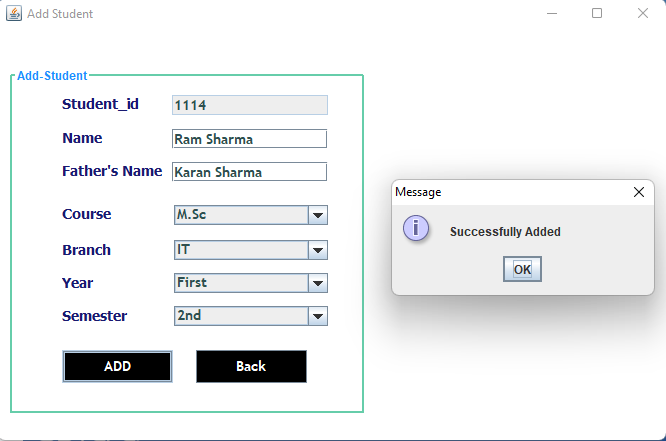 Add Student
Add-Student
Student_id 1114
Name Ram Sharma
Father's Name Karan Sharma
Course M.Sc
Branch IT
Year First
Semester 2nd
ADD Back
Message
Successfully Added
OK